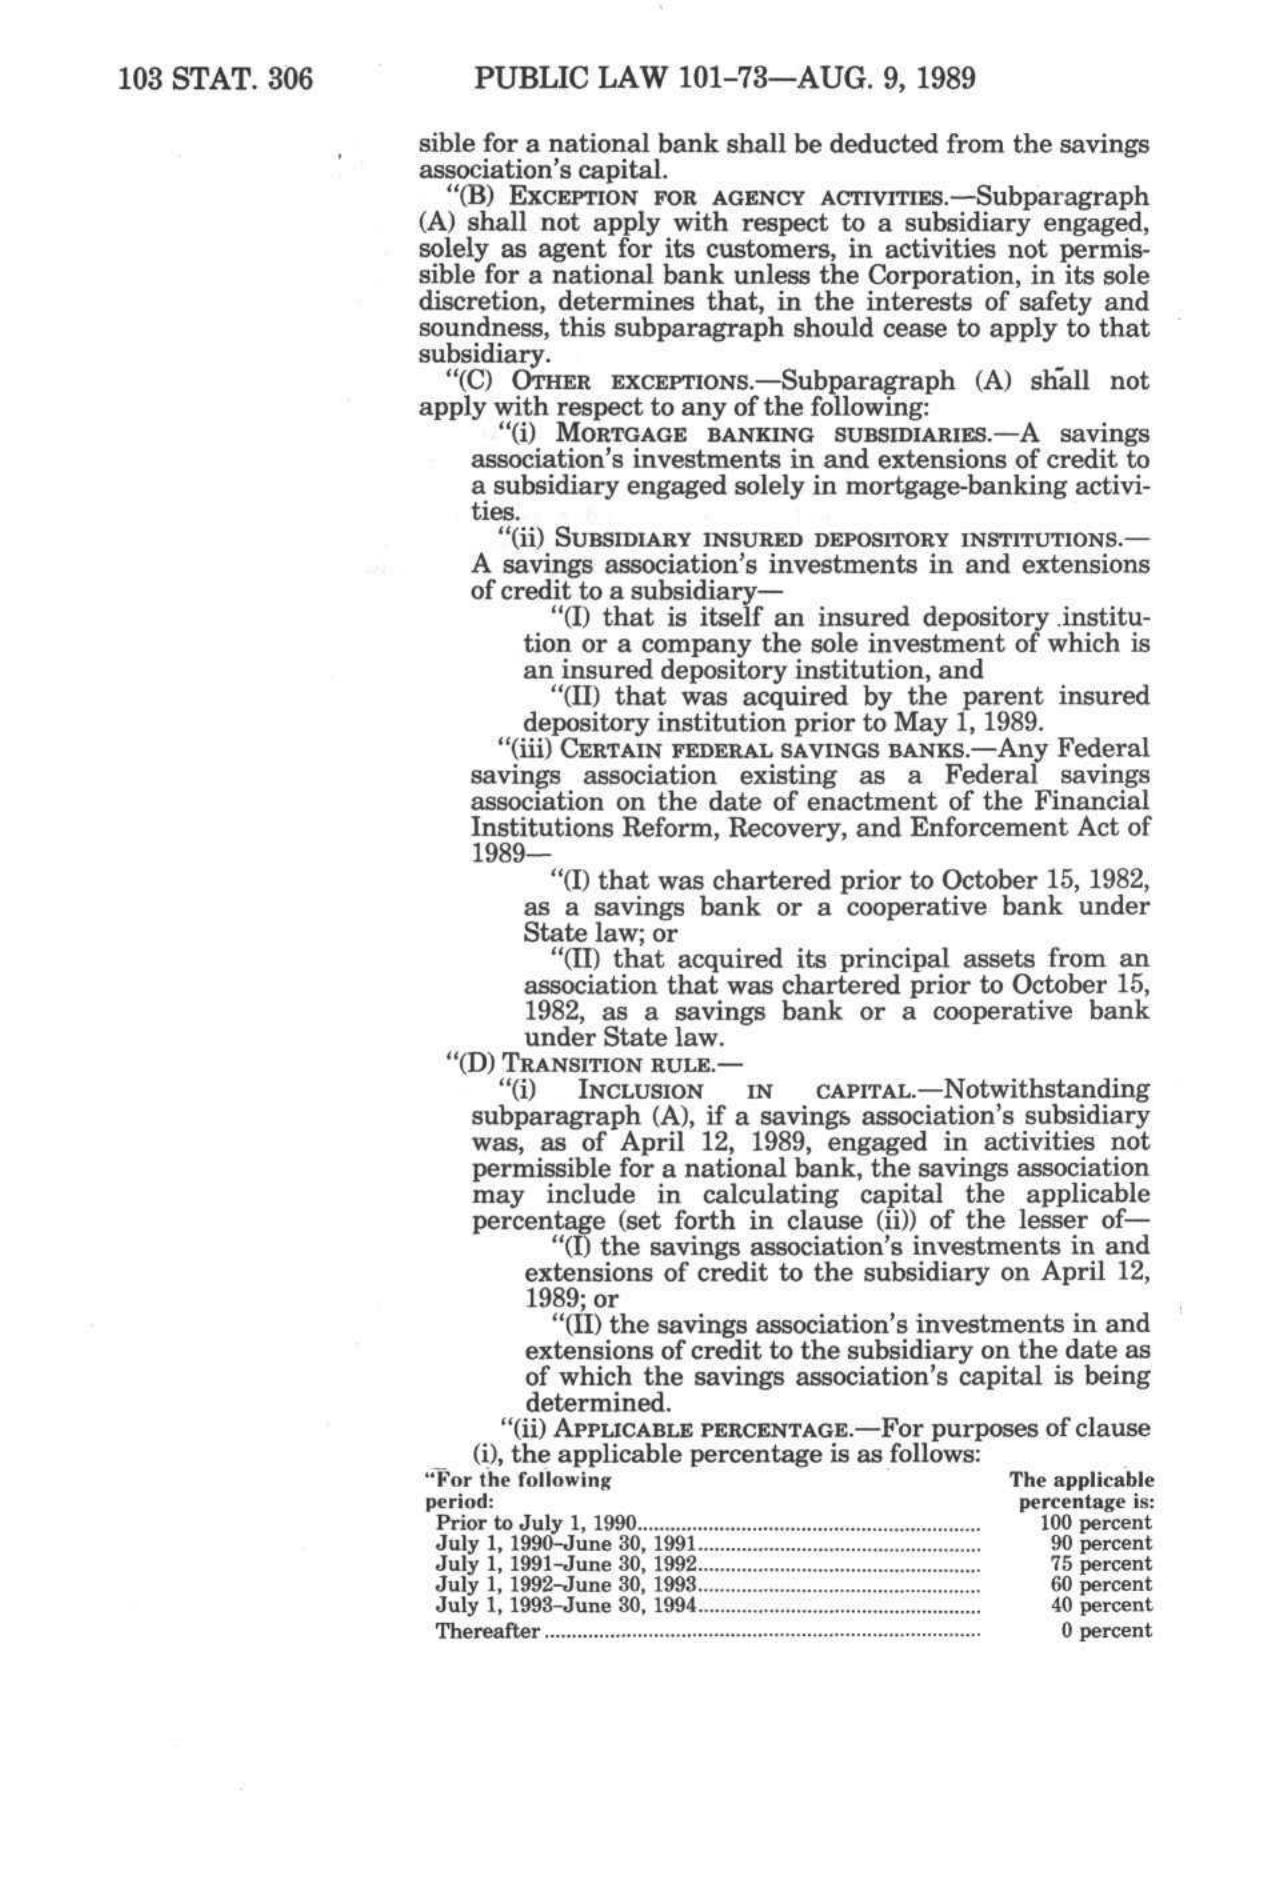 103 STAT. 306
PUBLIC LAW 101-73—AUG. 9, 1989
sible for a national bank shall be deducted from the savings
association's capital.
"(B) EXCEPTION FOR AGENCY ACTIVITIES.—Subparagraph
(A) shall not apply with respect to a subsidiary engaged,
solely as agent for its customers, in activities not permis-
sible for a national bank unless the Corporation, in its sole
discretion, determines that, in the interests of safety and
soundness, this subparagraph should cease to apply to that
subsidiary.
"(C) OTHER EXCEPTIONS.—Subparagraph (A) shall not
apply with respect to any of the following:
"(i) MORTGAGE BANKING SUBSIDIARIES.—A savings
association's investments in and extensions of credit to
a subsidiary engaged solely in mortgage-banking activi-
ties.
"(ii) SUBSIDIARY INSURED DEPOSITORY INSTITUTIONS.—
A savings association's investments in and extensions
of credit to a subsidiary—
"(I) that is itself an insured depository institu-
tion or a company the sole investment of which is
an insured depository institution, and
"(II) that was acquired by the parent insured
depository institution prior to May 1, 1989.
"(iii) CERTAIN FEDERAL SAVINGS BANKS.—Any Federal
savings association existing as a Federal savings
association on the date of enactment of the Financial
Institutions Reform, Recovery, and Enforcement Act of
1989—
"(I) that was chartered prior to October 15, 1982,
as a savings bank or a cooperative bank under
State law; or
"(II) that acquired its principal assets from an
association that was chartered prior to October 15,
1982, as a savings bank or a cooperative bank
under State law.
"(D) TRANSITION RULE.—
"(i) INCLUSION IN CAPITAL.—Notwithstanding
subparagraph (A), if a savings association's subsidiary
was, as of April 12, 1989, engaged in activities not
permissible for a national bank, the savings association
may include in calculating capital the applicable
percentage (set forth in clause (ii)) of the lesser of—
"(I) the savings association's investments in and
extensions of credit to the subsidiary on April 12,
1989; or
"(II) the savings association's investments in and
extensions of credit to the subsidiary on the date as
of which the savings association's capital is being
determined.
"(ii) APPLICABLE PERCENTAGE.—For purposes of clause
(i), the applicable percentage is as follows:
"For the following The applicable
period: percentage is:
Prior to July 1, 1990 100 percent
July 1, 1990–June 30, 1991 90 percent
July 1, 1991–June 30, 1992 75 percent
July 1, 1992–June 30, 1993 60 percent
July 1, 1993–June 30, 1994 40 percent
Thereafter 0 percent